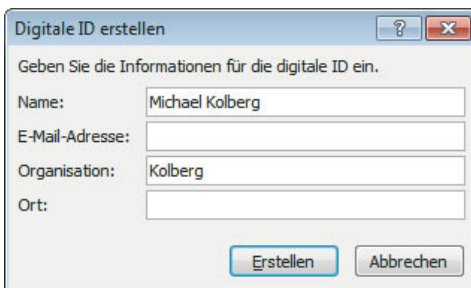 Digitale ID erstellen
Geben Sie die Informationen für die digitale ID ein.
Name: Michael Kolberg
E-Mail-Adresse:
Organisation: Kolberg
Ort:
Erstellen Abbrechen